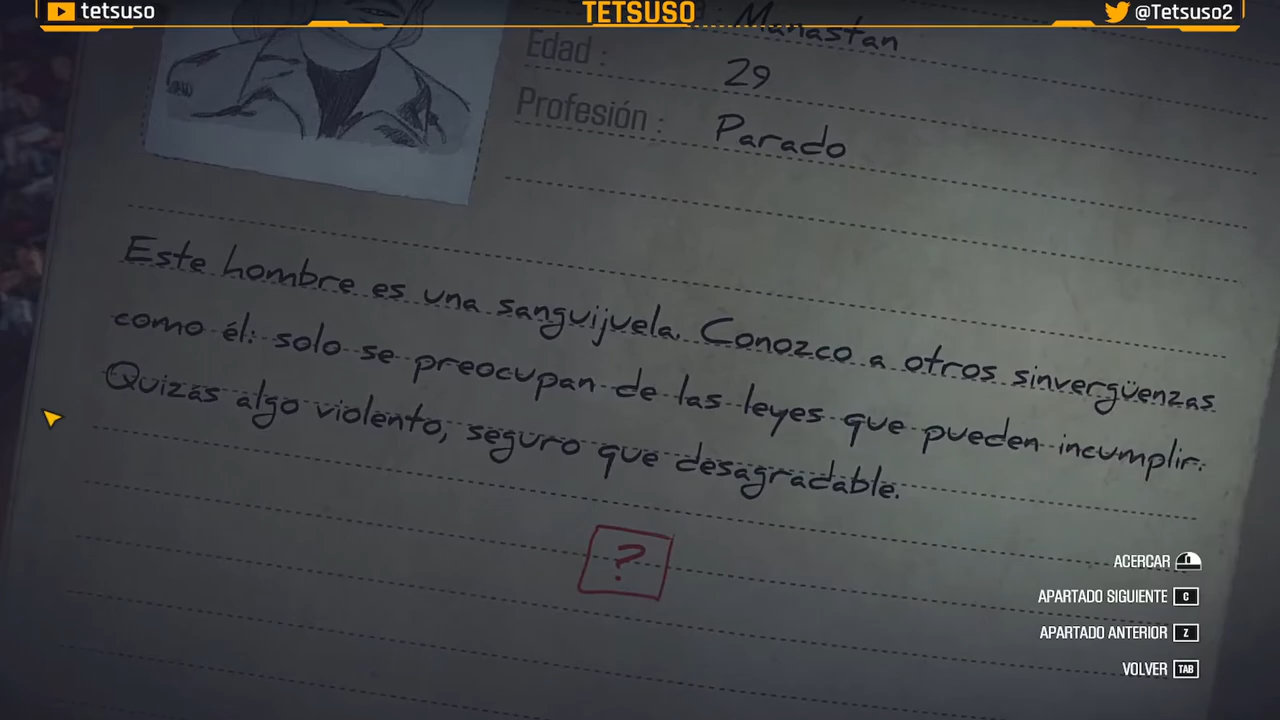 tetsuso
TETSUSO
@Tetsuso2
Manastan
Edad : 29
Profesión : Parado
Este hombre es una sanguijuela. Conozco a otros sinvergüenzas
como él: solo se preocupan de las leyes que pueden incumplir.
Quizás algo violento, seguro que desagradable.
?
ACERCAR
APARTADO SIGUIENTE C
APARTADO ANTERIOR Z
VOLVER TAB